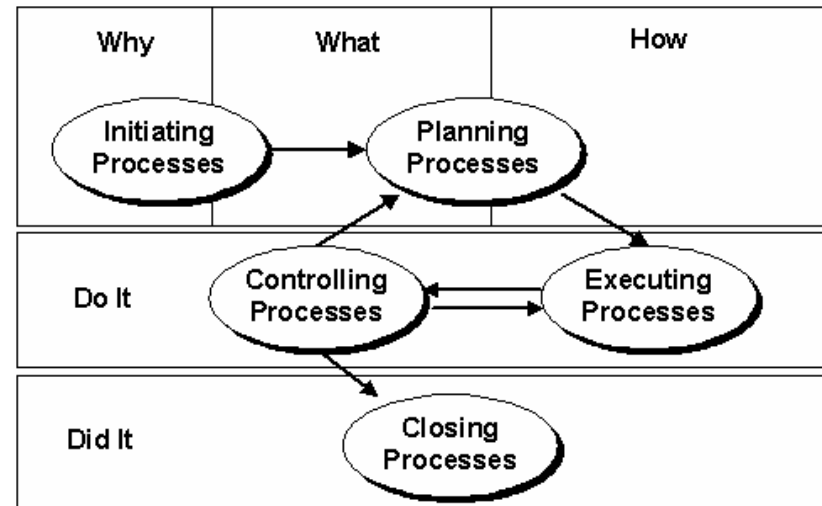 Why
What
How
Initiating
Processes
Planning
Processes
Do It
Controlling
Processes
Executing
Processes
Did It
Closing
Processes